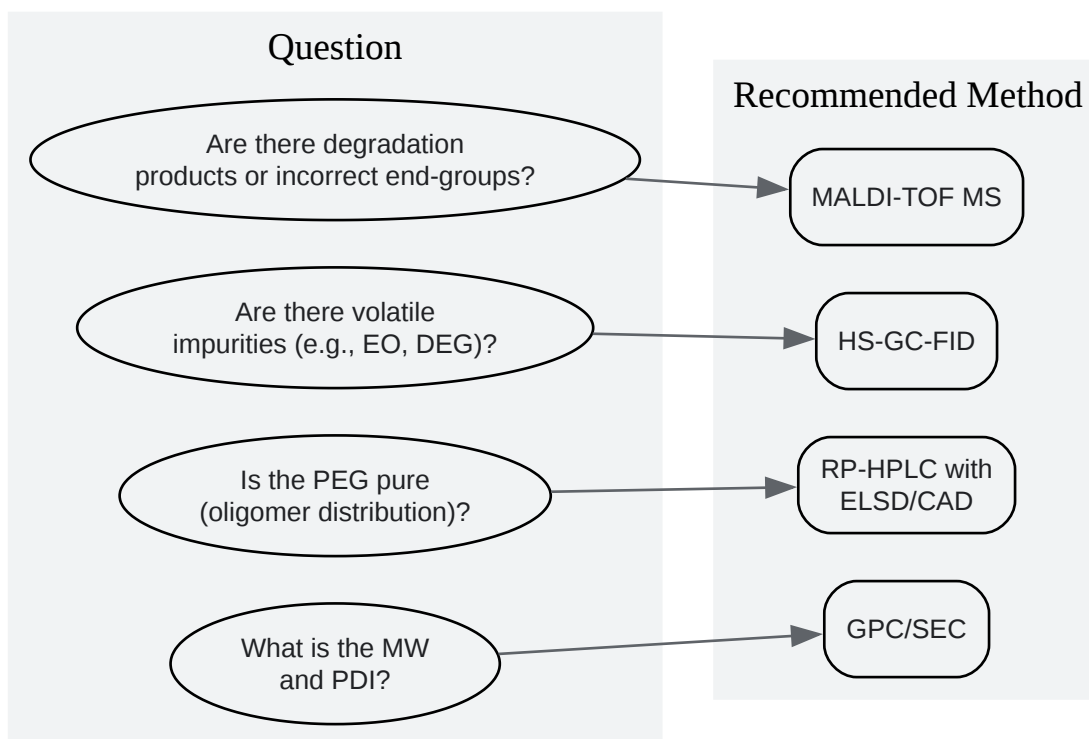 Question
Are there degradation
products or incorrect end-groups?
Are there volatile
impurities (e.g., EO, DEG)?
Is the PEG pure
(oligomer distribution)?
What is the MW
and PDI?
Recommended Method
MALDI-TOF MS
HS-GC-FID
RP-HPLC with
ELSD/CAD
GPC/SEC